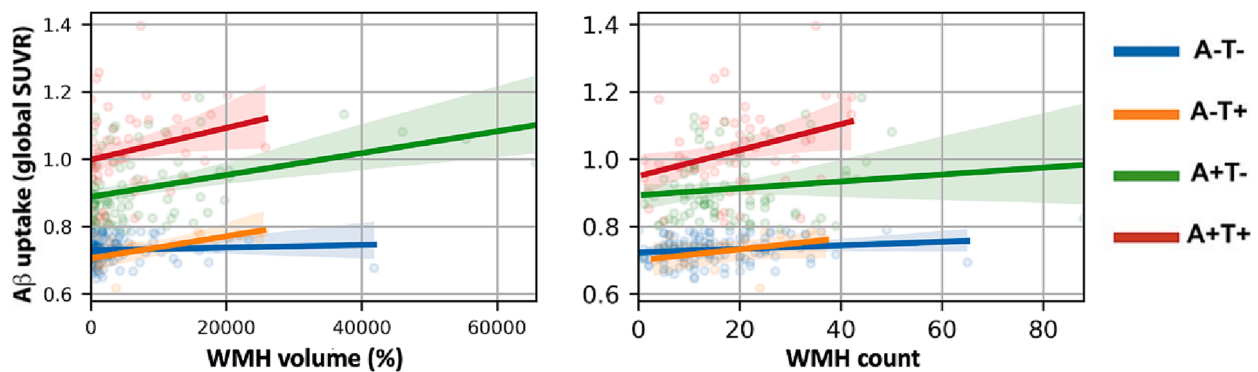 Aβ uptake (global SUVR)
1.4
1.2
1.0
0.8
0.6
0
20000
40000
60000
WMH volume (%)
1.4
1.2
1.0
0.8
0.6
0
20
40
60
80
WMH count
A-T-
A-T+
A+T-
A+T+